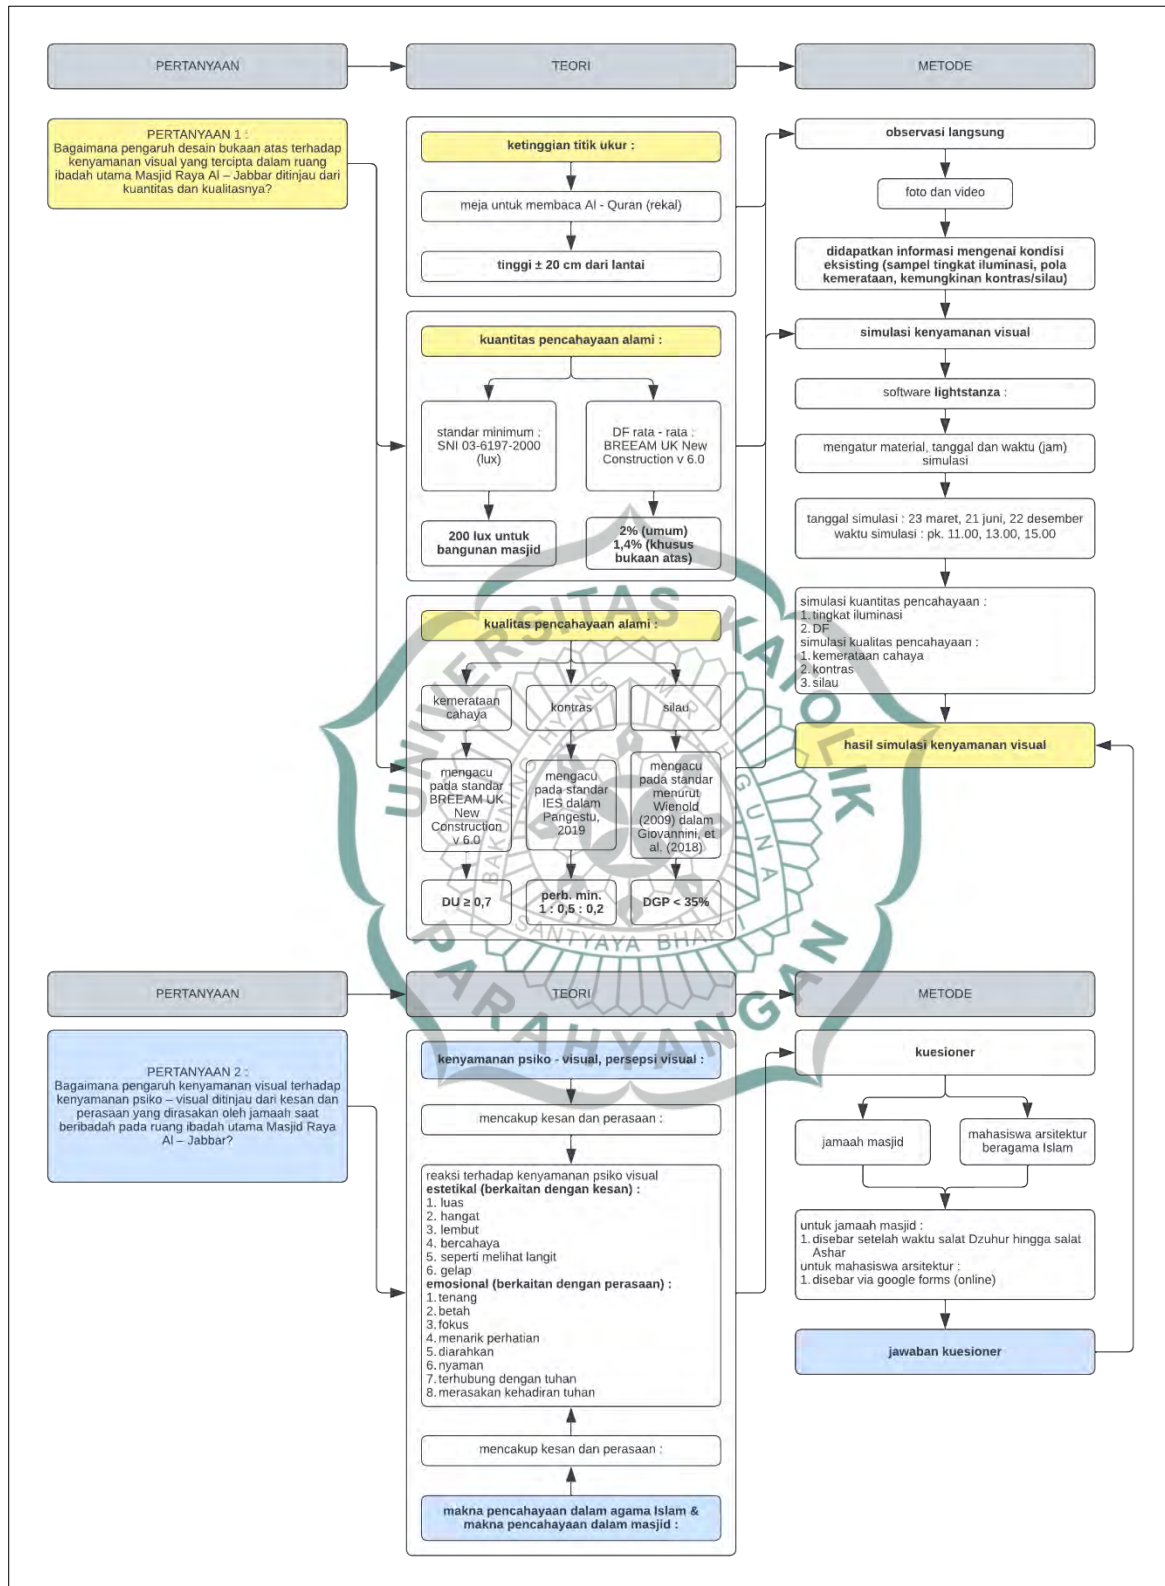 PERTANYAAN
TEORI
METODE
PERTANYAAN 1 :
Bagaimana pengaruh desain bukaan atas terhadap
kenyamanan visual yang tercipta dalam ruang
ibadah utama Masjid Raya Al – Jabbar ditinjau dari
kuantitas dan kualitasnya?
ketinggian titik ukur :
meja untuk membaca Al - Quran (rekal)
tinggi ± 20 cm dari lantai
kuantitas pencahayaan alami :
standar minimum :
SNI 03-6197-2000
(lux)
DF rata - rata :
BREEAM UK New
Construction v 6.0
200 lux untuk
bangunan masjid
2% (umum)
1,4% (khusus
bukaan atas)
kualitas pencahayaan alami :
kemerataan
cahaya
kontras
silau
mengacu
pada standar
BREEAM UK
New
Construction
v 6.0
mengacu
pada standar
IES dalam
Pangestu,
2019
mengacu
pada standar
menurut
Wienold
(2009) dalam
Giovannini, et
al. (2018)
DU ≥ 0,7
perb. min.
1 : 0,5 : 0,2
DGP < 35%
observasi langsung
foto dan video
didapatkan informasi mengenai kondisi
eksisting (sampel tingkat iluminasi, pola
kemerataan, kemungkinan kontras/silau)
simulasi kenyamanan visual
software lightstanza :
mengatur material, tanggal dan waktu (jam)
simulasi
tanggal simulasi : 23 maret, 21 juni, 22 desember
waktu simulasi : pk. 11.00, 13.00, 15.00
simulasi kuantitas pencahayaan :
1. tingkat iluminasi
2. DF
simulasi kualitas pencahayaan :
1. kemerataan cahaya
2. kontras
3. silau
hasil simulasi kenyamanan visual
UNIVERSITAS KATOLIK
PARAHYANGAN
BAKUNING HYANG MRIH GUNA
SANTYAYA BHAKTI
PERTANYAAN
TEORI
METODE
PERTANYAAN 2 :
Bagaimana pengaruh kenyamanan visual terhadap
kenyamanan psiko – visual ditinjau dari kesan dan
perasaan yang dirasakan oleh jamaah saat
beribadah pada ruang ibadah utama Masjid Raya
Al – Jabbar?
kenyamanan psiko - visual, persepsi visual :
mencakup kesan dan perasaan :
reaksi terhadap kenyamanan psiko visual
estetikal (berkaitan dengan kesan) :
1. luas
2. hangat
3. lembut
4. bercahaya
5. seperti melihat langit
6. gelap
emosional (berkaitan dengan perasaan) :
1. tenang
2. betah
3. fokus
4. menarik perhatian
5. diarahkan
6. nyaman
7. terhubung dengan tuhan
8. merasakan kehadiran tuhan
mencakup kesan dan perasaan :
makna pencahayaan dalam agama Islam &
makna pencahayaan dalam masjid :
kuesioner
jamaah masjid
mahasiswa arsitektur
beragama Islam
untuk jamaah masjid :
1. disebar setelah waktu salat Dzuhur hingga salat
Ashar
untuk mahasiswa arsitektur :
1. disebar via google forms (online)
jawaban kuesioner